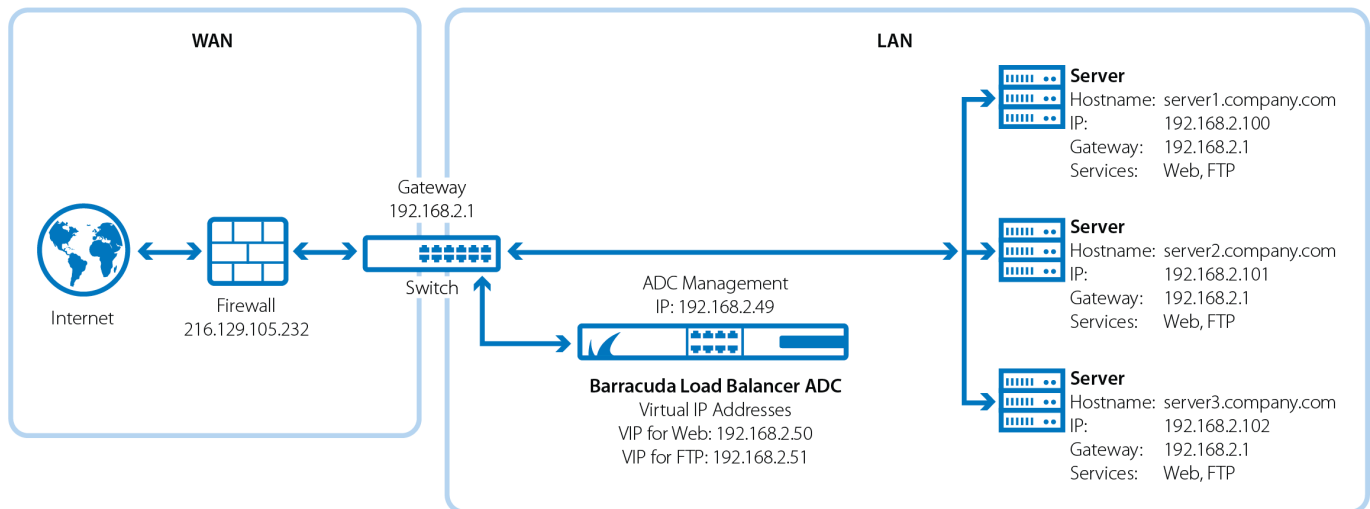 WAN
LAN
Internet
Firewall
216.129.105.232
Gateway
192.168.2.1
Switch
ADC Management
IP: 192.168.2.49
Barracuda Load Balancer ADC
Virtual IP Addresses
VIP for Web: 192.168.2.50
VIP for FTP: 192.168.2.51
Server
Hostname: server1.company.com
IP: 192.168.2.100
Gateway: 192.168.2.1
Services: Web, FTP
Server
Hostname: server2.company.com
IP: 192.168.2.101
Gateway: 192.168.2.1
Services: Web, FTP
Server
Hostname: server3.company.com
IP: 192.168.2.102
Gateway: 192.168.2.1
Services: Web, FTP